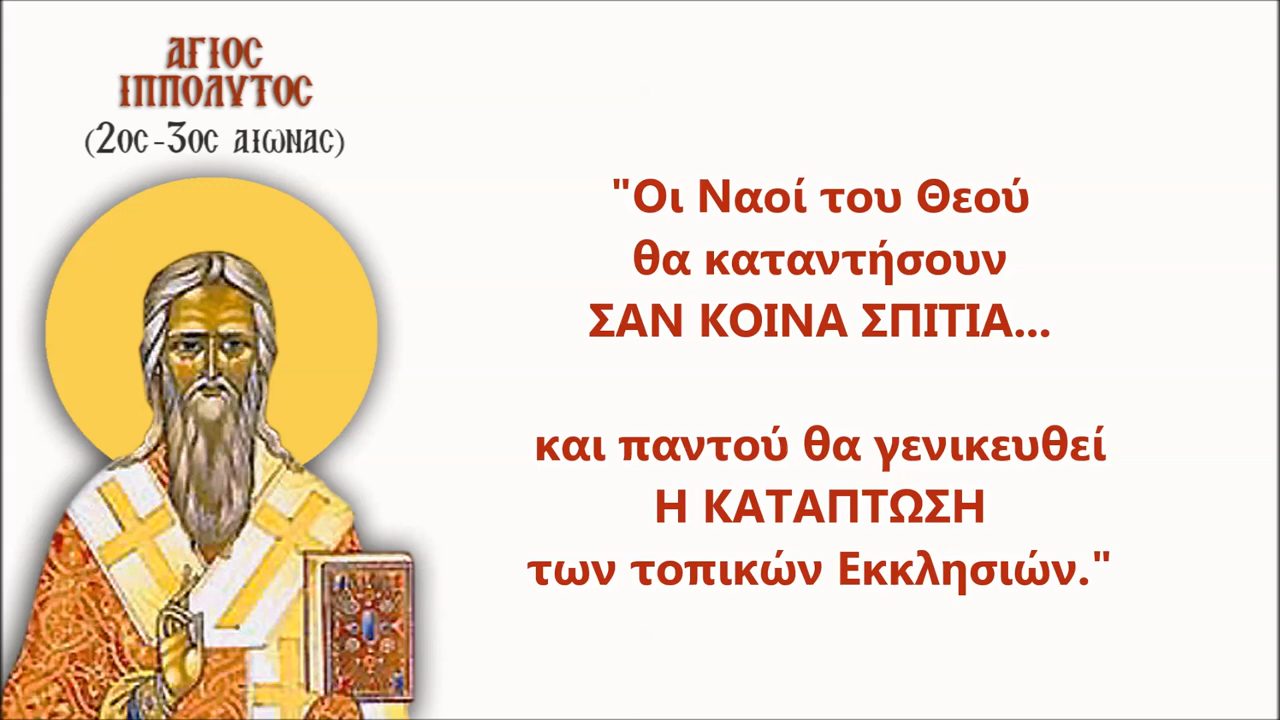 ΑΓΙΟΣ
ΙΠΠΟΛΥΤΟΣ
(2ος-3ος αιωνας)
"Οι Ναοί του Θεού
θα καταντήσουν
ΣΑΝ ΚΟΙΝΑ ΣΠΙΤΙΑ...
και παντού θα γενικευθεί
Η ΚΑΤΑΠΤΩΣΗ
των τοπικών Εκκλησιών."